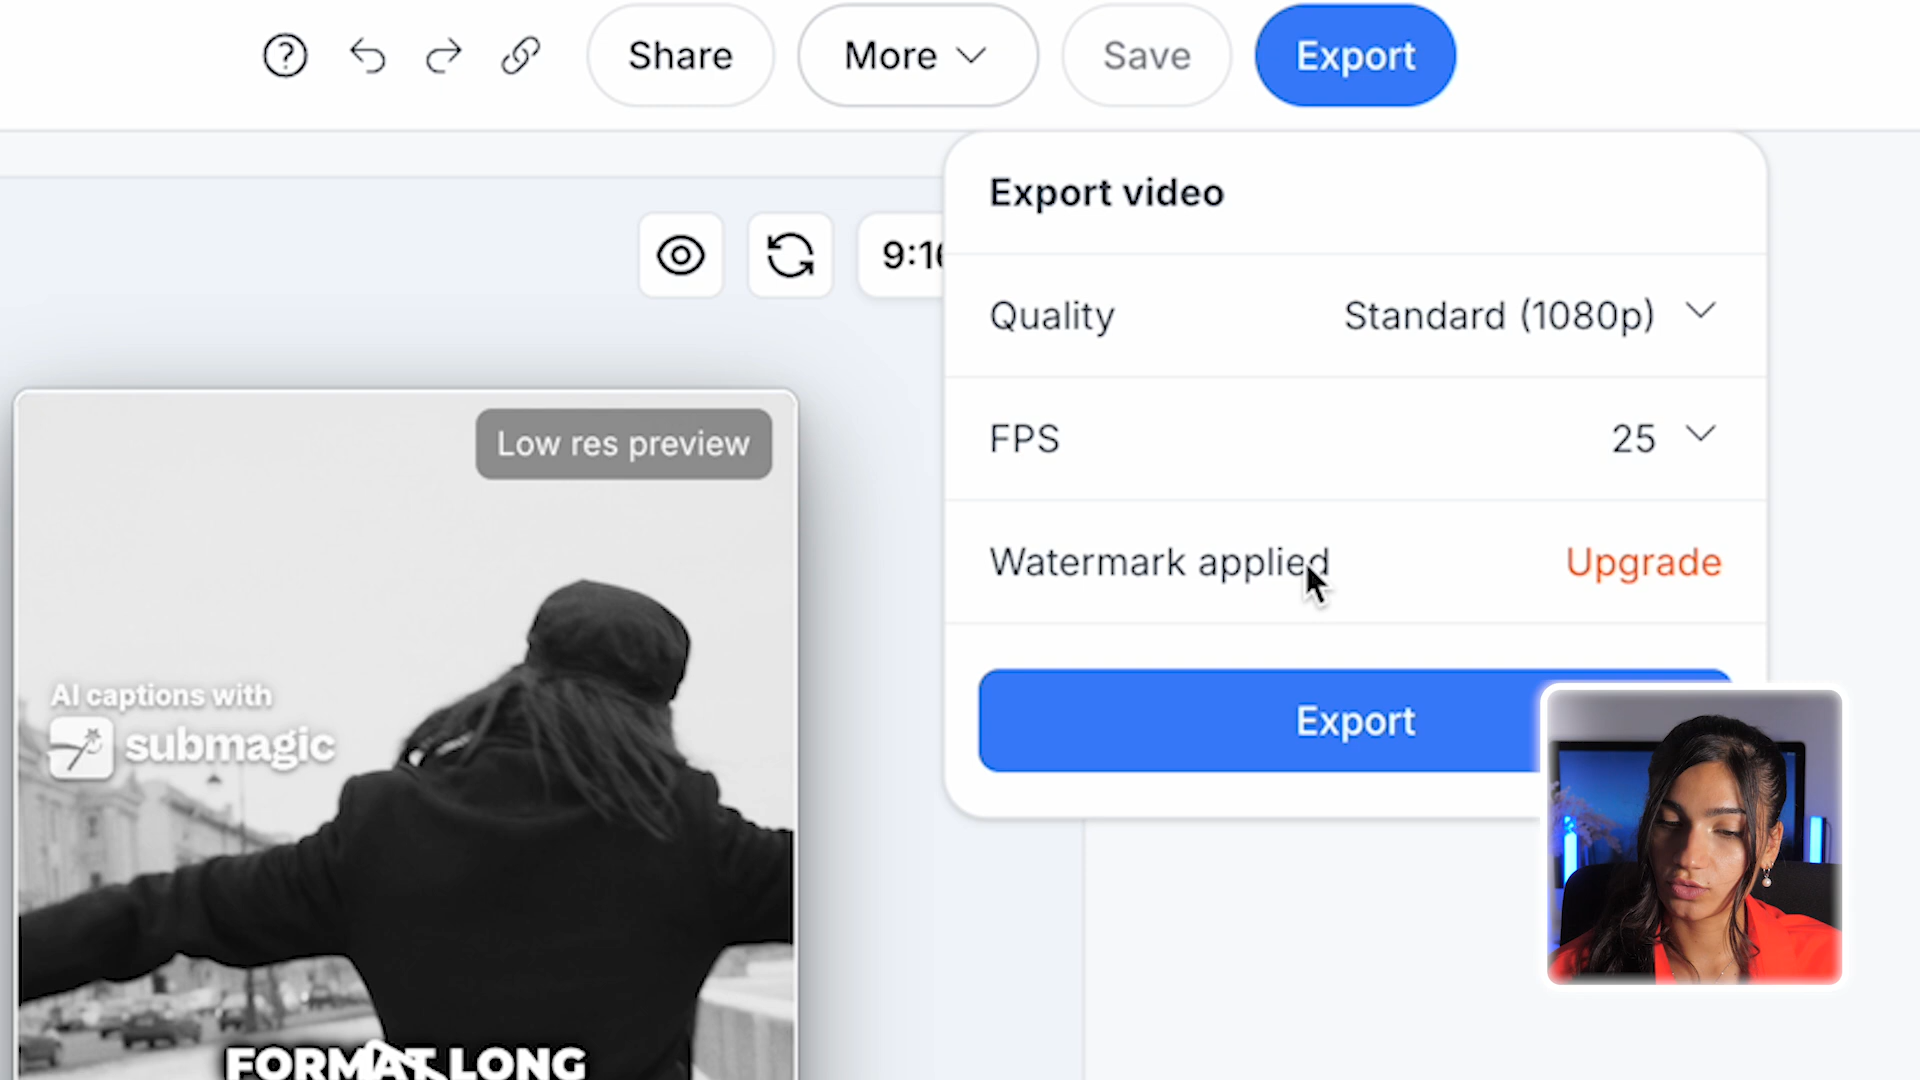 Share
More
Save
Export
Export video
9:16
Quality
Standard (1080p)
FPS
25
Low res preview
Watermark applied
Upgrade
AI captions with
submagic
Export
FORMAT LONG